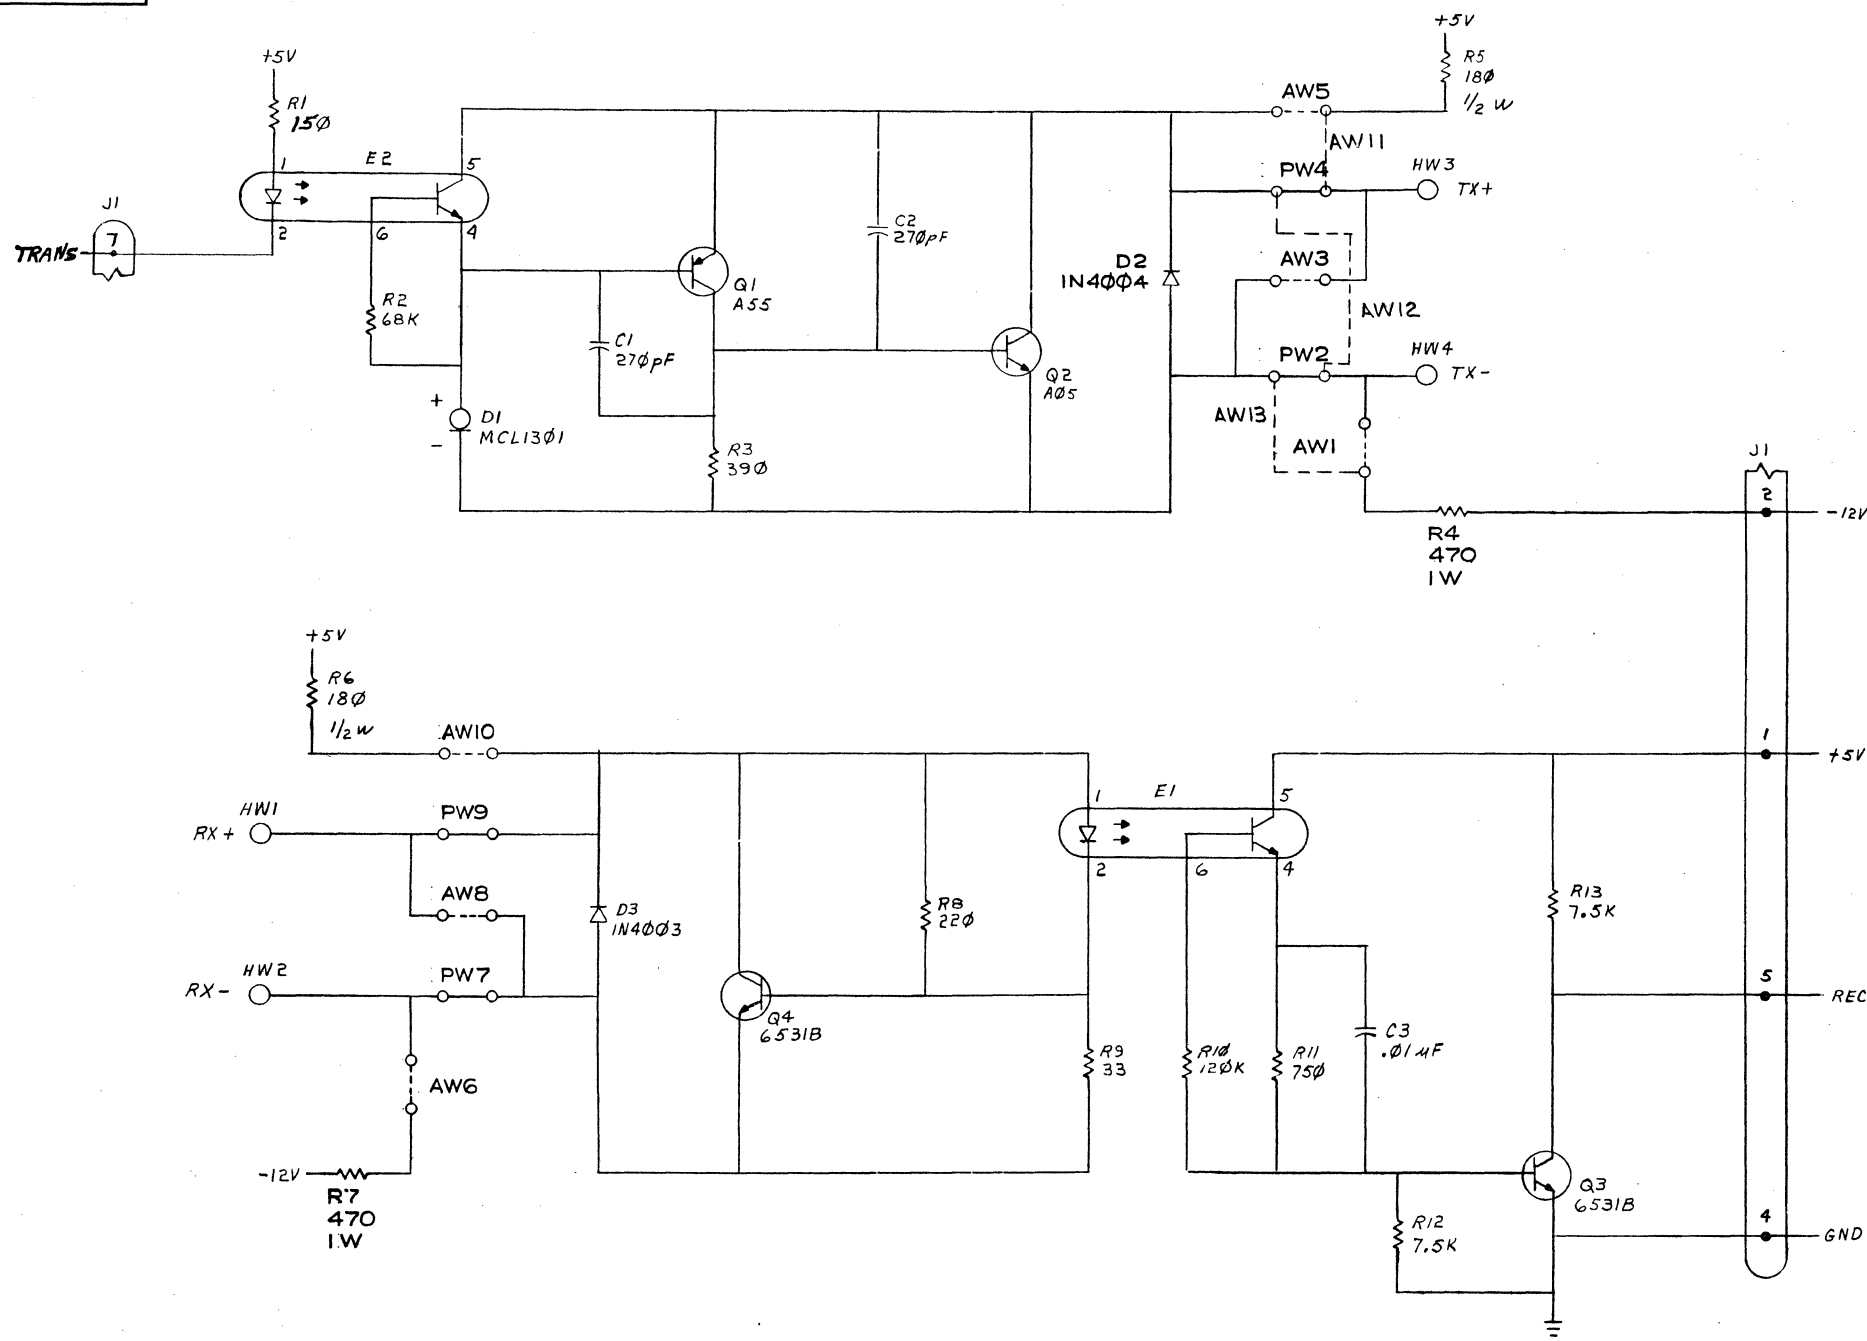 +5V
R1
15Ø
E2
1
5
2
6
4
J1
7
TRANS
R2
68K
+
-
D1
MCL13Ø1
C1
27ØpF
Q1
A55
R3
39Ø
C2
27ØpF
Q2
AØ5
D2
1N4ØØ4
+5V
R5
18Ø
1/2 W
AW5
AW11
PW4
HW3
TX+
AW3
AW12
PW2
HW4
TX-
AW13
AW1
R4
470
1W
J1
2
-12V
+5V
R6
18Ø
1/2 W
AW10
HW1
RX+
PW9
AW8
HW2
RX-
PW7
AW6
-12V
R7
470
1W
D3
1N4ØØ3
Q4
6531B
R8
22Ø
R9
33
E1
1
5
2
6
4
R1Ø
12ØK
R11
75Ø
C3
.Ø1µF
R12
7.5K
R13
7.5K
Q3
6531B
1
+5V
5
REC
4
GND